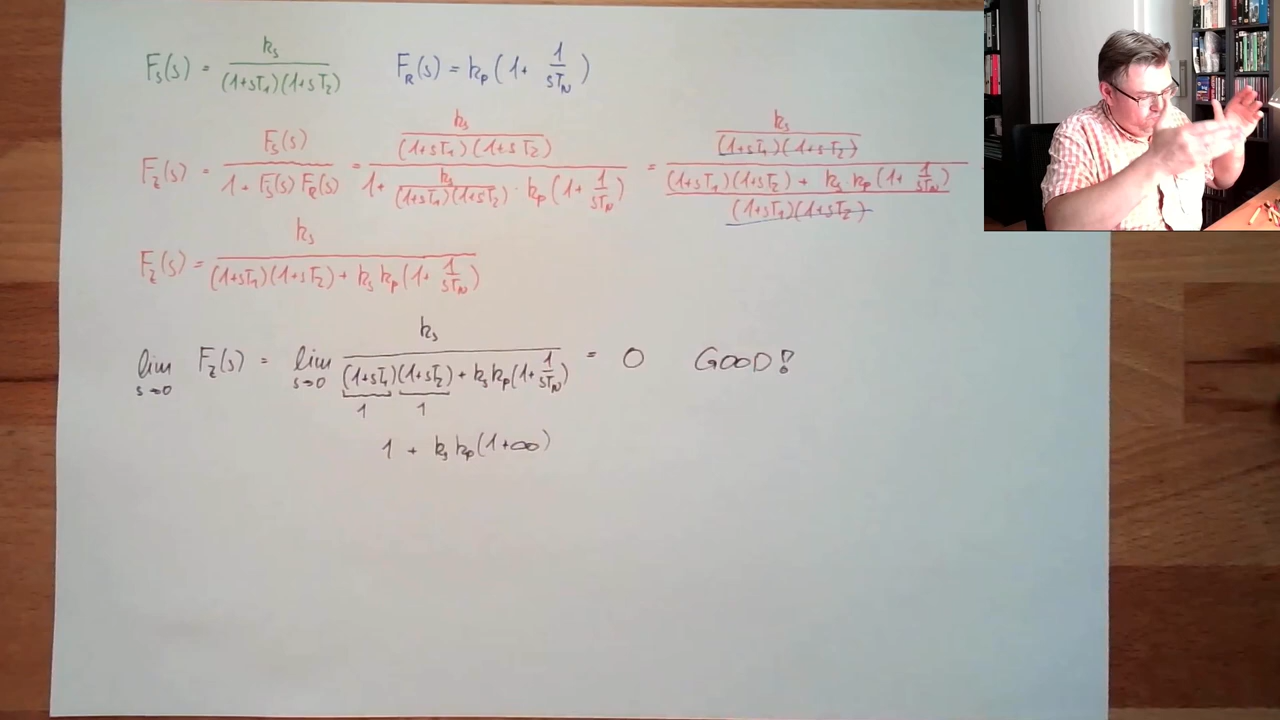 F_S(s) = k_s / ((1+sT_1)(1+sT_2)) F_R(s) = k_p (1 + 1/(sT_N))
F_z(s) = F_S(s) / (1 + F_S(s) F_R(s)) = (k_s / ((1+sT_1)(1+sT_2))) / (1 + k_s / ((1+sT_1)(1+sT_2)) · k_p (1 + 1/(sT_N))) = (k_s / ((1+sT_1)(1+sT_2))) / (((1+sT_1)(1+sT_2) + k_s · k_p (1 + 1/(sT_N))) / ((1+sT_1)(1+sT_2)))
F_z(s) = k_s / ((1+sT_1)(1+sT_2) + k_s k_p (1 + 1/(sT_N)))
lim s→0 F_z(s) = lim s→0 k_s / ((1+sT_1)(1+sT_2) + k_s k_p (1 + 1/(sT_N))) = 0 GOOD!
1 1
1 + k_s k_p (1+∞)